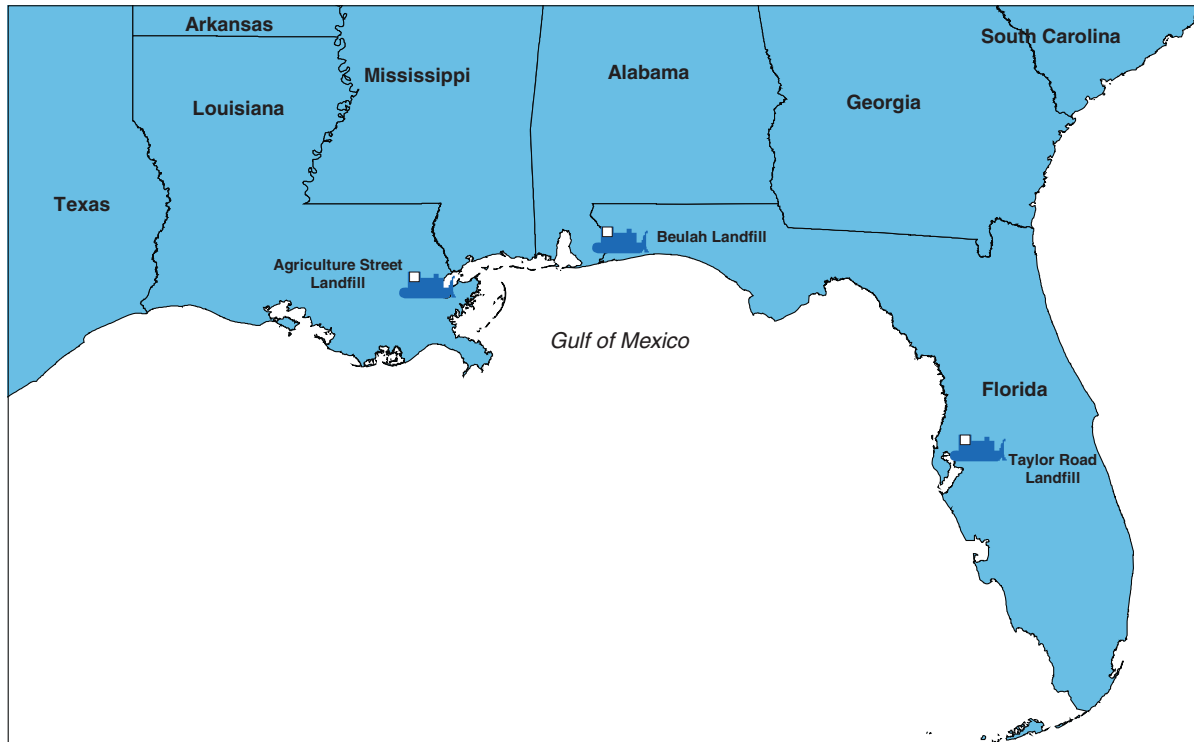 Arkansas
South Carolina
Mississippi
Alabama
Louisiana
Georgia
Texas
Beulah Landfill
Agriculture Street
Landfill
Gulf of Mexico
Florida
Taylor Road
Landfill